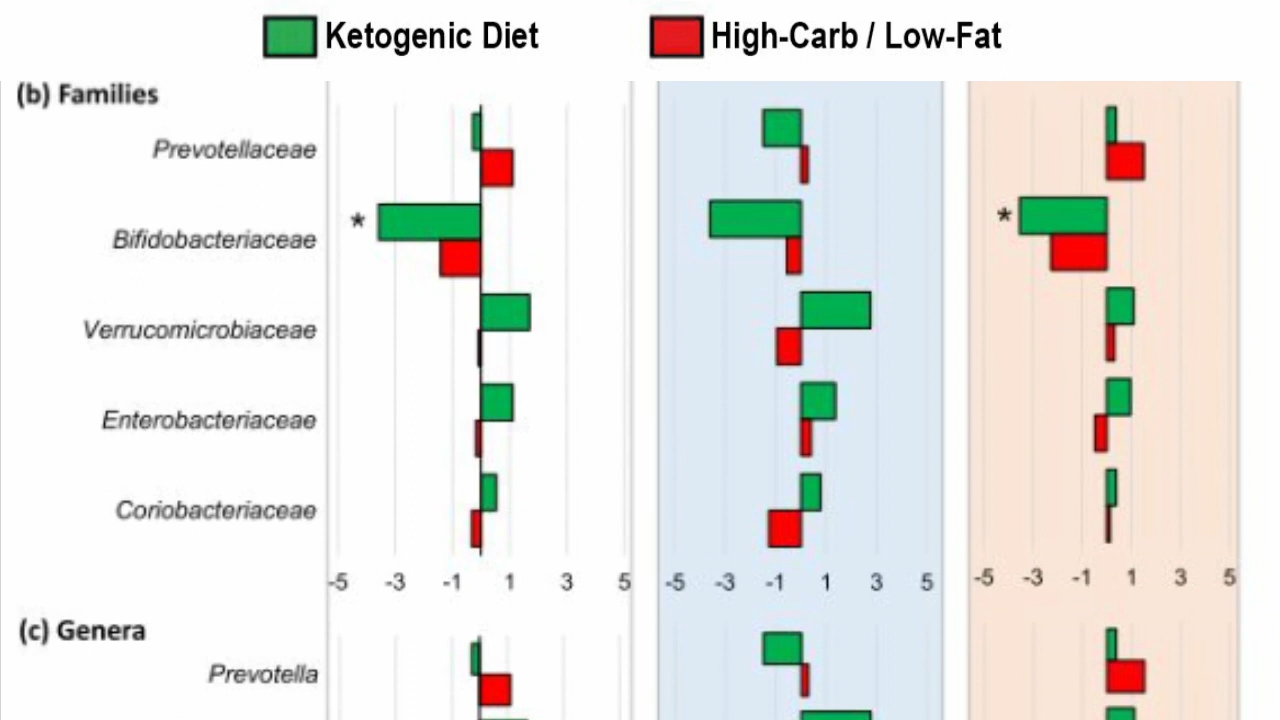 Ketogenic Diet High-Carb / Low-Fat
(b) Families
Prevotellaceae
* Bifidobacteriaceae *
Verrucomicrobiaceae
Enterobacteriaceae
Coriobacteriaceae
-5 -3 -1 1 3 5 -5 -3 -1 1 3 5 -5 -3 -1 1 3 5
(c) Genera
Prevotella